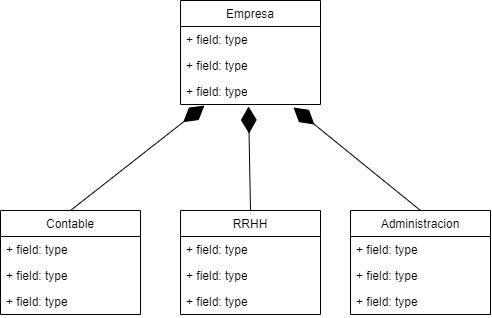 Empresa
+ field: type
+ field: type
+ field: type
Contable
+ field: type
+ field: type
+ field: type
RRHH
+ field: type
+ field: type
+ field: type
Administracion
+ field: type
+ field: type
+ field: type